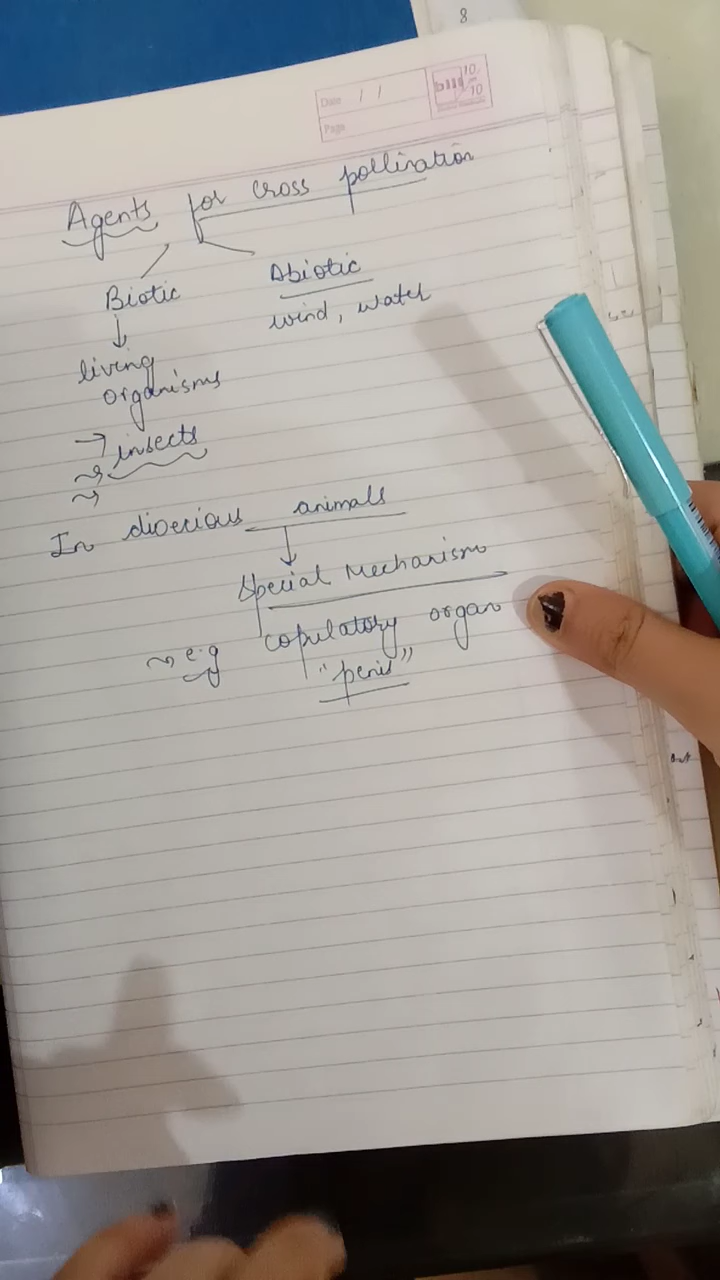 8
Date / /
Page
Agents for cross pollination
Biotic
Abiotic
wind, water
living
organisms
→ insects
In dioecious animals
Special Mechanism
e.g copulatory organ
"penis"